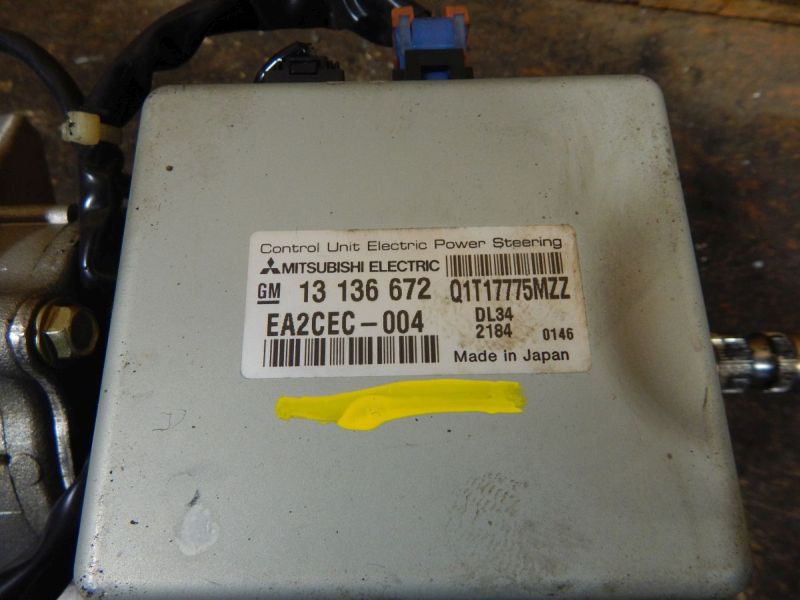 Control Unit Electric Power Steering
MITSUBISHI ELECTRIC
GM 13 136 672 Q1T17775MZZ
EA2CEC-004 DL34
2184 0146
Made in Japan